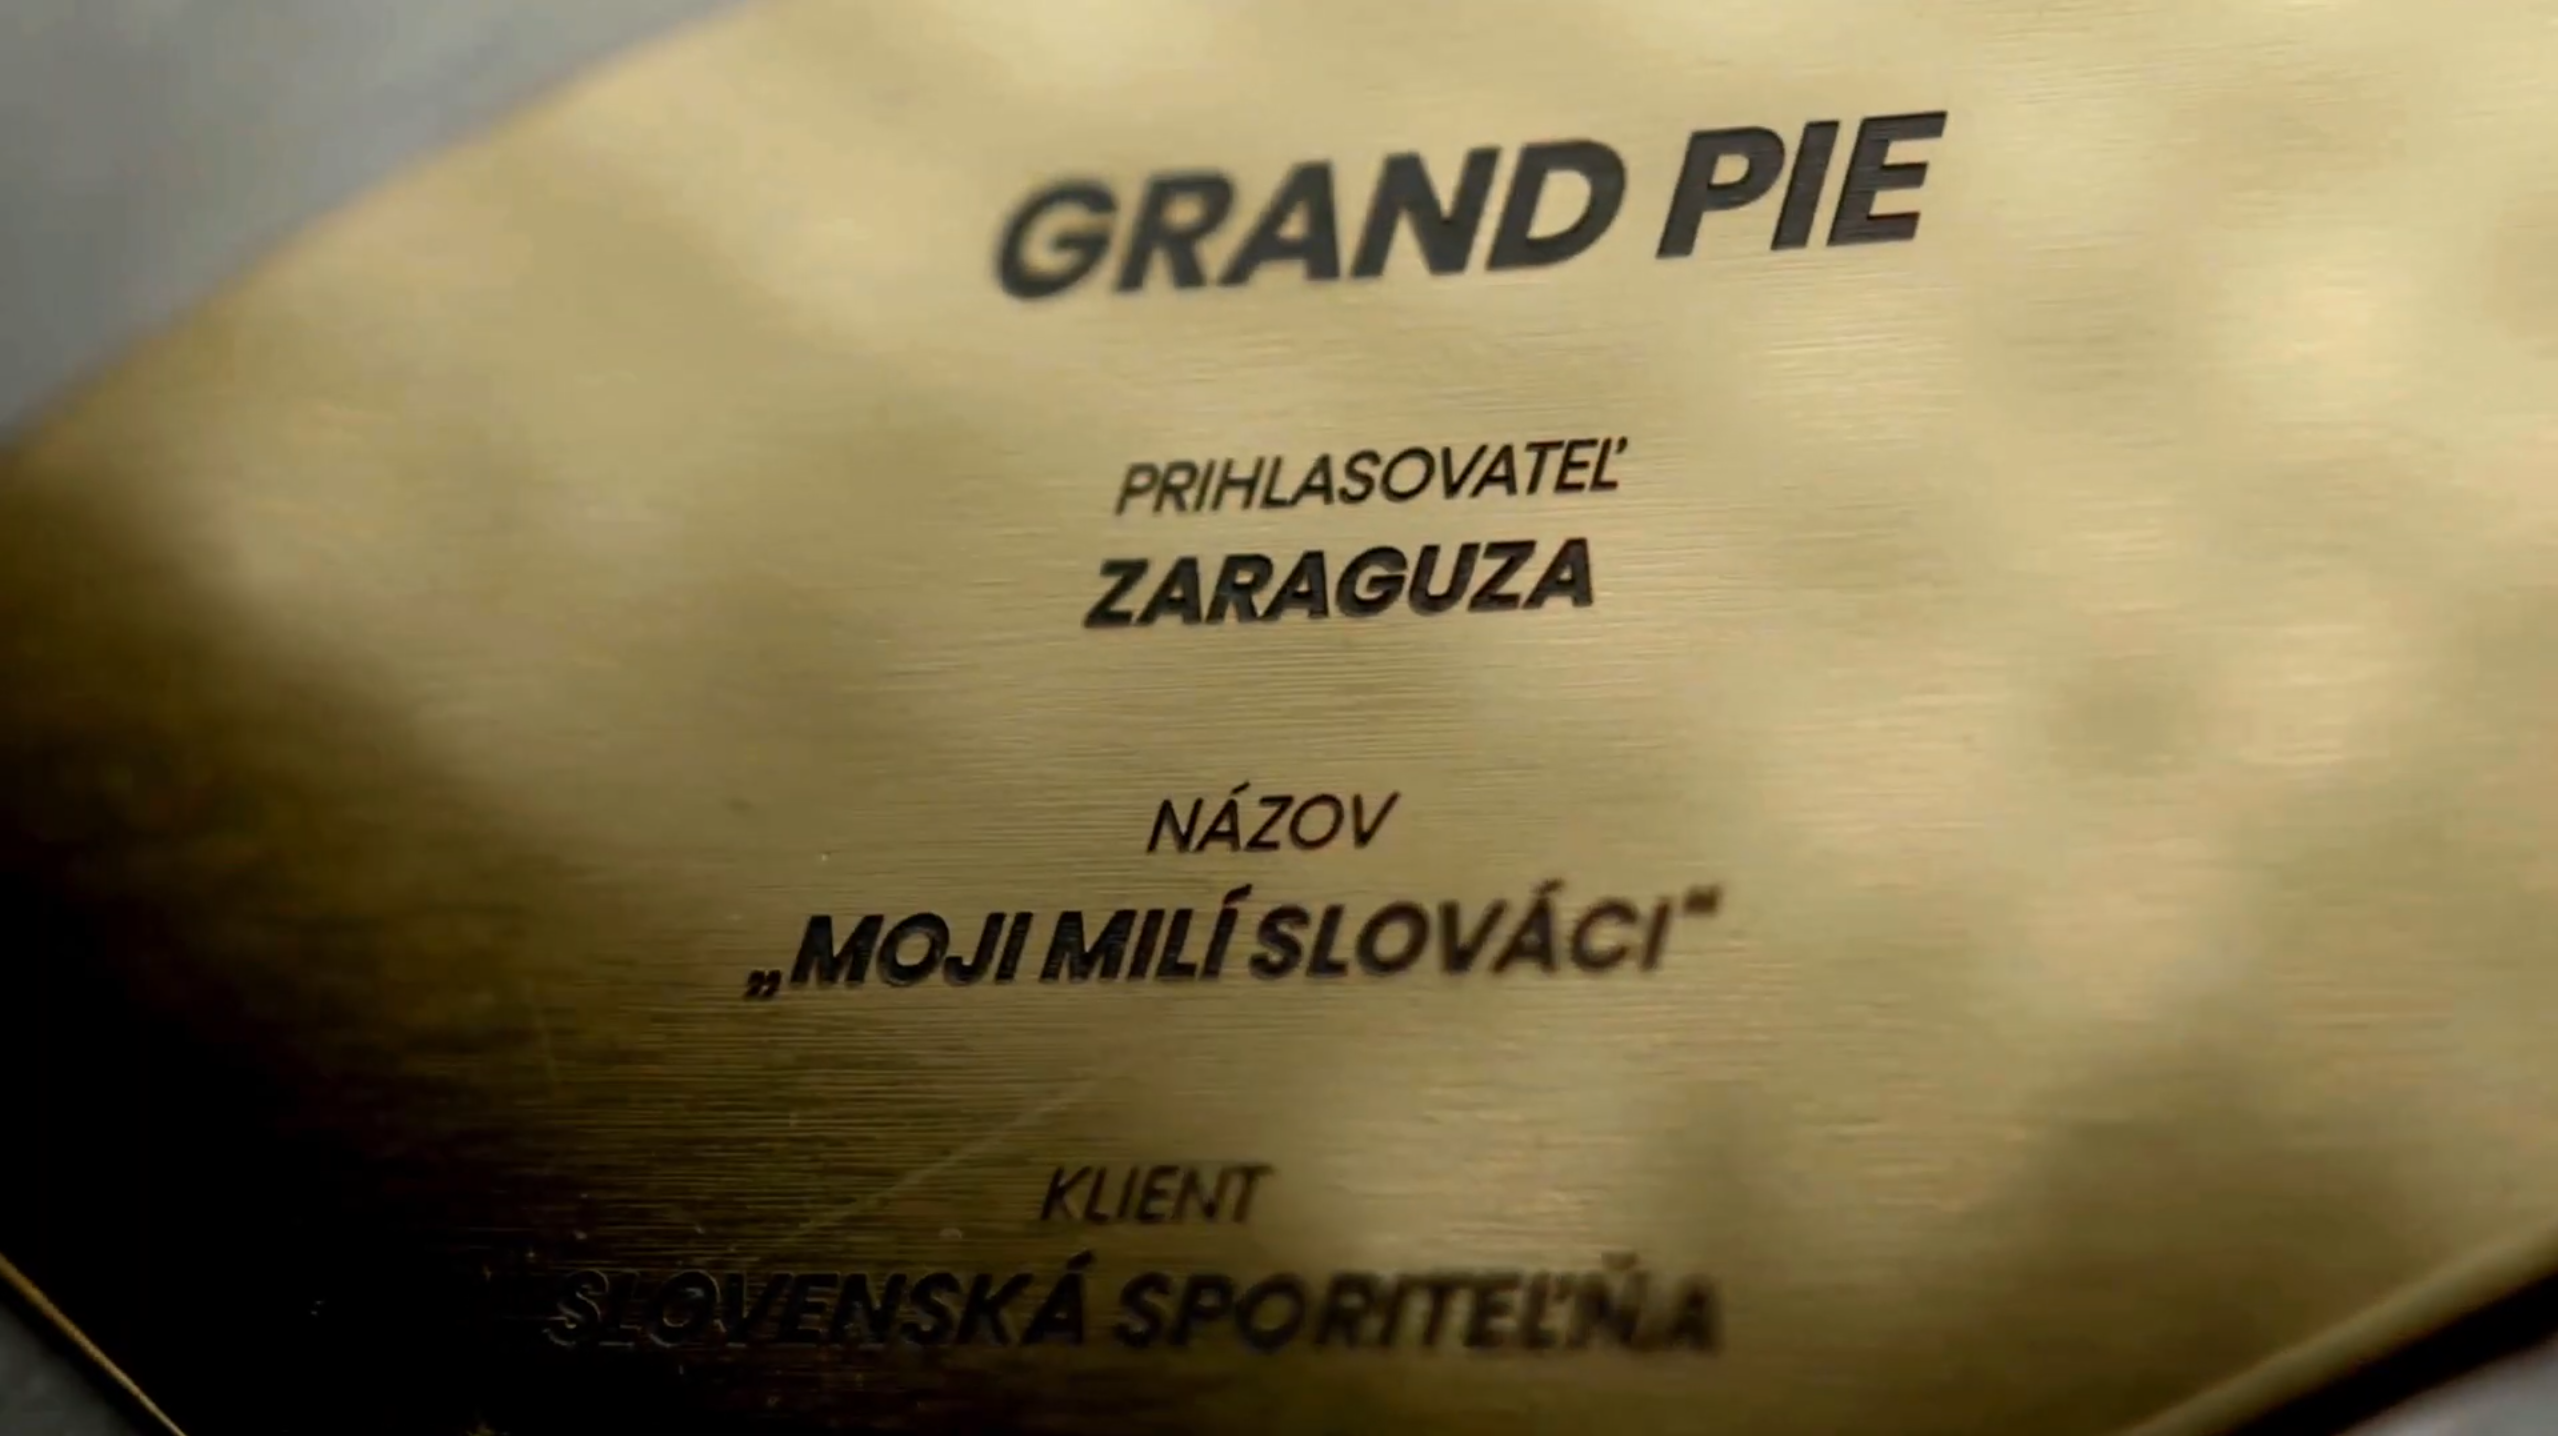 GRAND PIE
PRIHLASOVATEĽ
ZARAGUZA
NÁZOV
„MOJI MILÍ SLOVÁCI“
KLIENT
SLOVENSKÁ SPORITEĽŇA